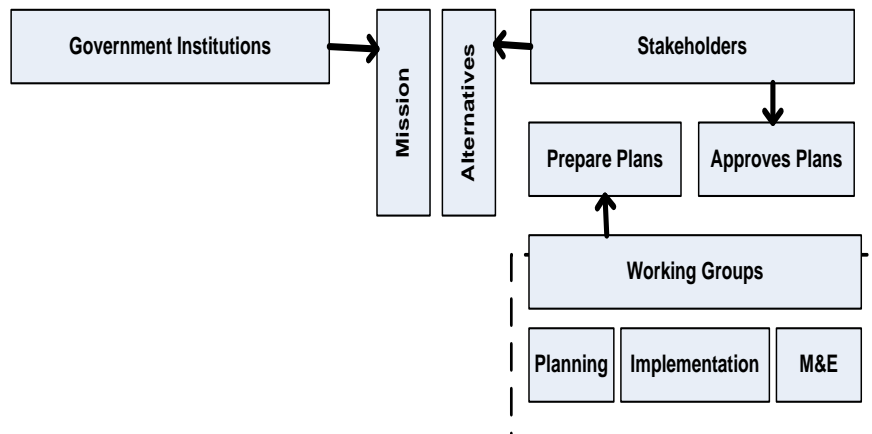 Government Institutions
Mission
Alternatives
Stakeholders
Prepare Plans
Approves Plans
Working Groups
Planning
Implementation
M&E